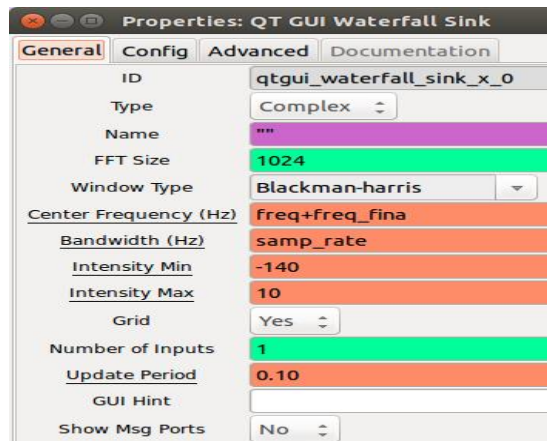 Properties: QT GUI Waterfall Sink
General Config Advanced Documentation
ID qtgui_waterfall_sink_x_0
Type Complex
Name ""
FFT Size 1024
Window Type Blackman-harris
Center Frequency (Hz) freq+freq_fina
Bandwidth (Hz) samp_rate
Intensity Min -140
Intensity Max 10
Grid Yes
Number of Inputs 1
Update Period 0.10
GUI Hint
Show Msg Ports No